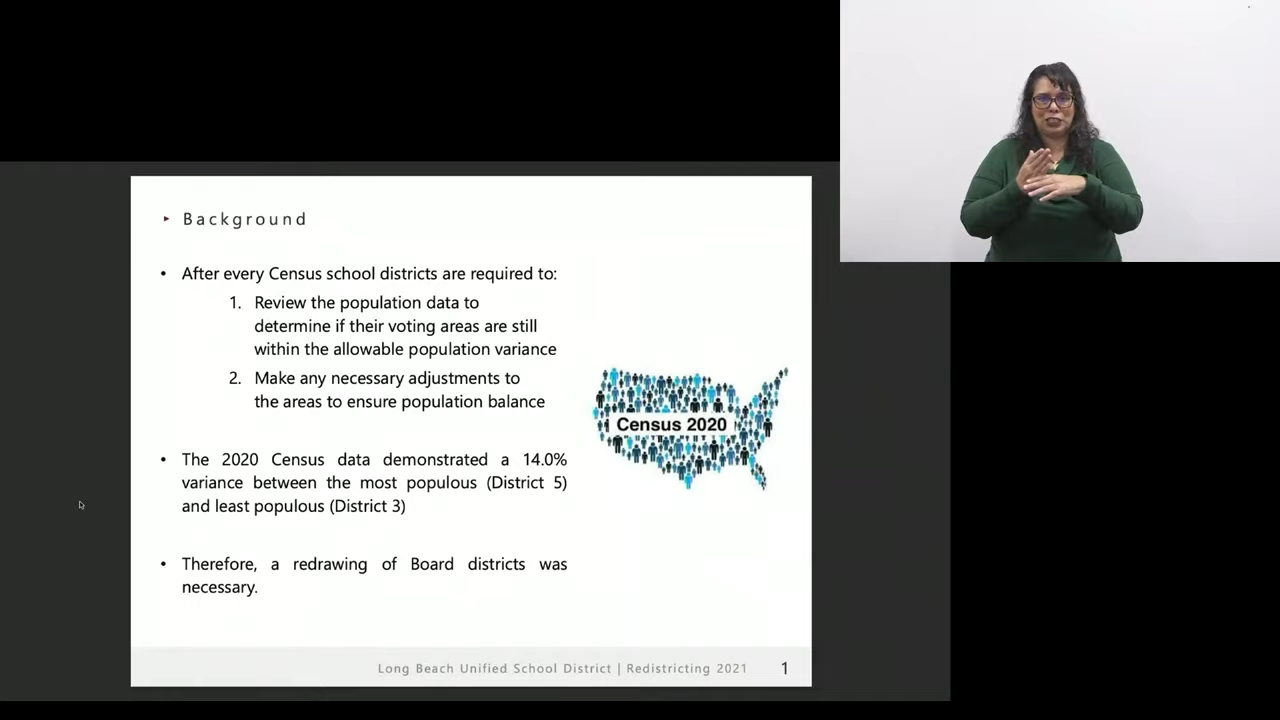 Background
• After every Census school districts are required to:
1. Review the population data to
determine if their voting areas are still
within the allowable population variance
2. Make any necessary adjustments to
the areas to ensure population balance
Census 2020
• The 2020 Census data demonstrated a 14.0%
variance between the most populous (District 5)
and least populous (District 3)
• Therefore, a redrawing of Board districts was
necessary.
Long Beach Unified School District | Redistricting 2021
1